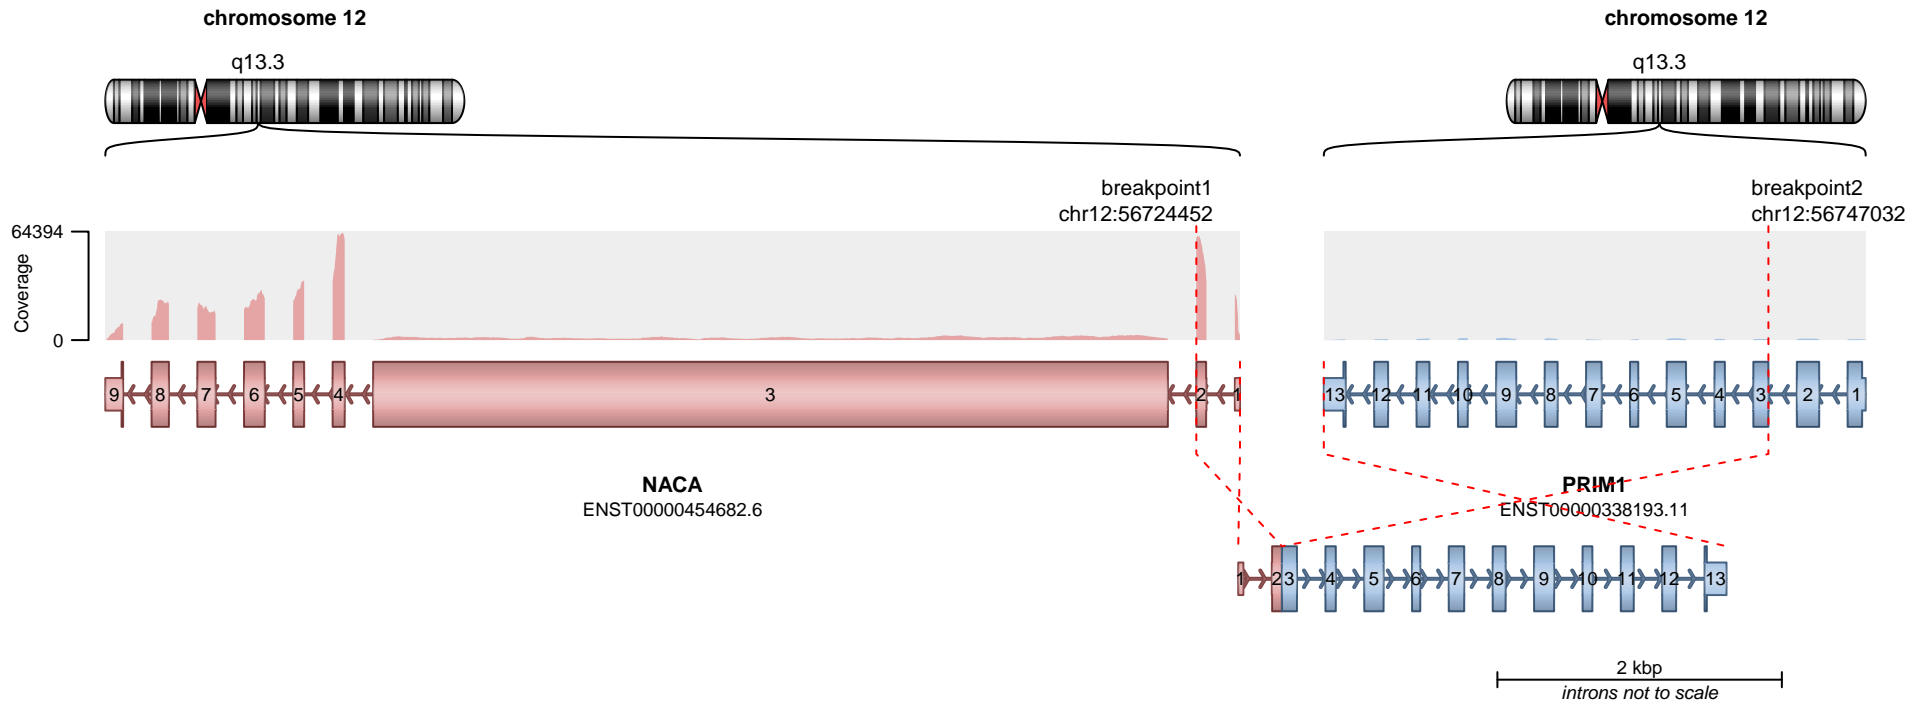 chromosome 12
chromosome 12
q13.3
q13.3
breakpoint1
chr12:56724452
breakpoint2
chr12:56747032
64394
Coverage
0
9 8 7 6 5 4 3 2 1
13 12 11 10 9 8 7 6 5 4 3 2 1
NACA
ENST00000454682.6
PRIM1
ENST00000338193.11
1 2 3 4 5 6 7 8 9 10 11 12 13
2 kbp
introns not to scale